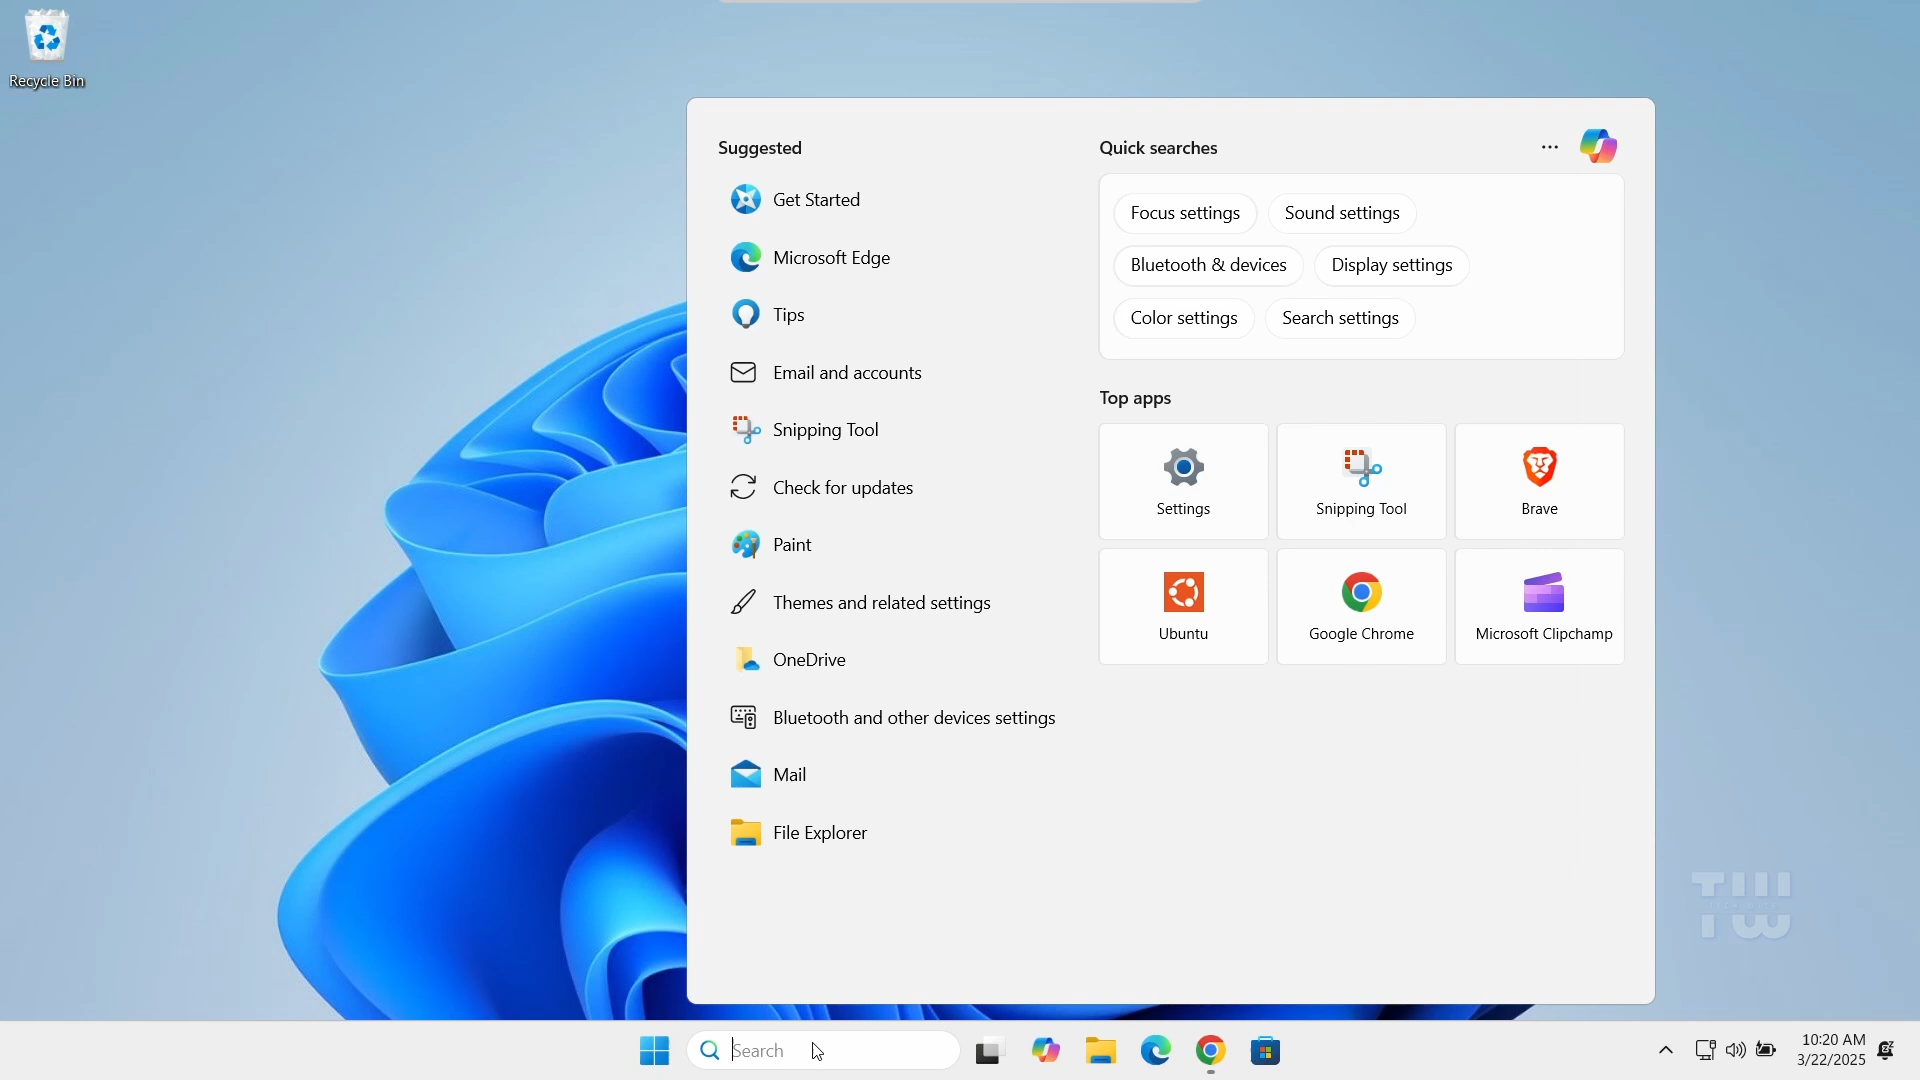 Recycle Bin
Suggested
Get Started
Microsoft Edge
Tips
Email and accounts
Snipping Tool
Check for updates
Paint
Themes and related settings
OneDrive
Bluetooth and other devices settings
Mail
File Explorer
Quick searches
Focus settings
Sound settings
Bluetooth & devices
Display settings
Color settings
Search settings
Top apps
Settings
Snipping Tool
Brave
Ubuntu
Google Chrome
Microsoft Clipchamp
TW
Search
10:20 AM
3/22/2025